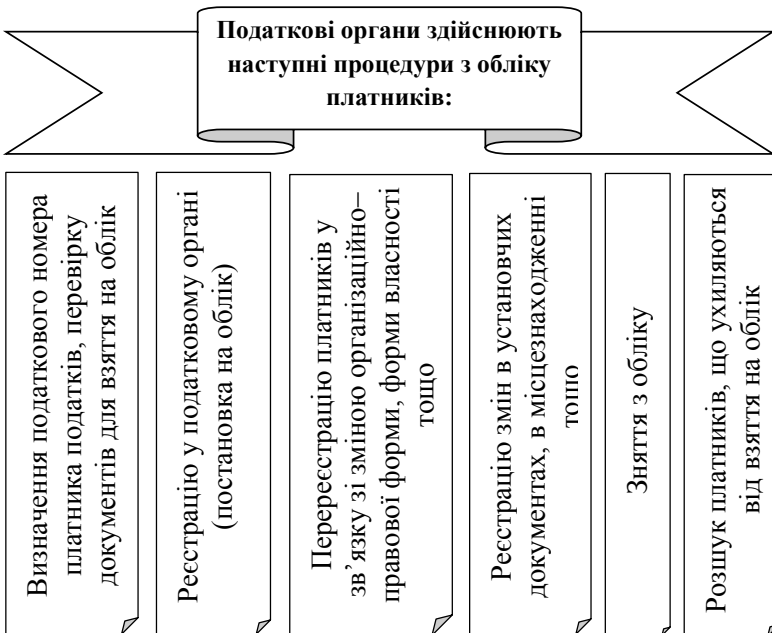 Податкові органи здійснюють
наступні процедури з обліку
платників:
Визначення податкового номера
платника податків, перевірку
документів для взяття на облік
Реєстрацію у податковому органі
(постановка на облік)
Перереєстрацію платників у
зв’язку зі зміною організаційно–
правової форми, форми власності
тощо
Реєстрацію змін в установчих
документах, в місцезнаходженні
тощо
Зняття з обліку
Розшук платників, що ухиляються
від взяття на облік